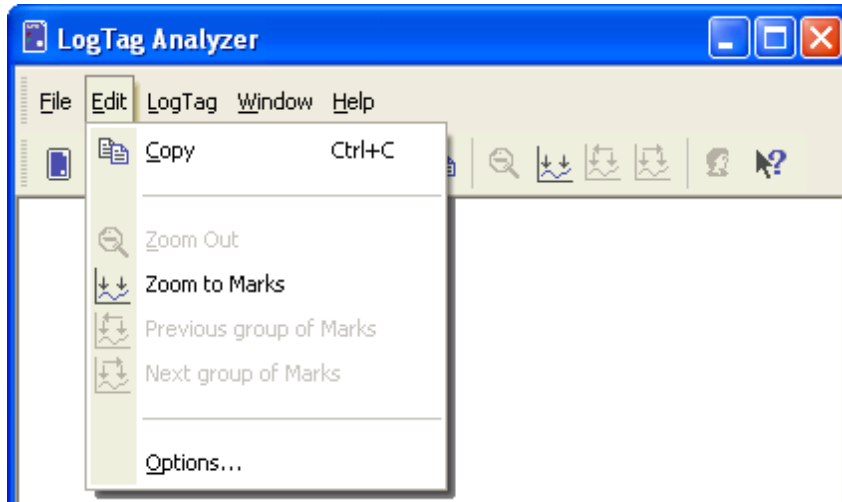 LogTag Analyzer
File Edit LogTag Window Help
Copy Ctrl+C
Zoom Out
Zoom to Marks
Previous group of Marks
Next group of Marks
Options...